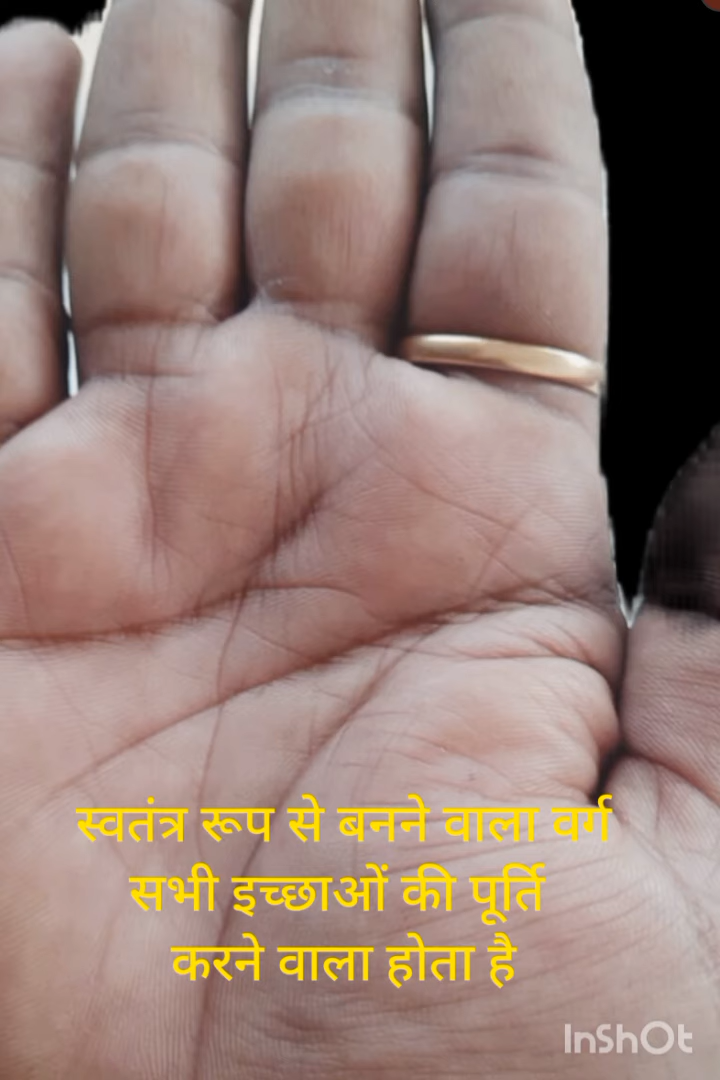 स्वतंत्र रूप से बनने वाला वर्ग
सभी इच्छाओं की पूर्ति
करने वाला होता है
InShOt